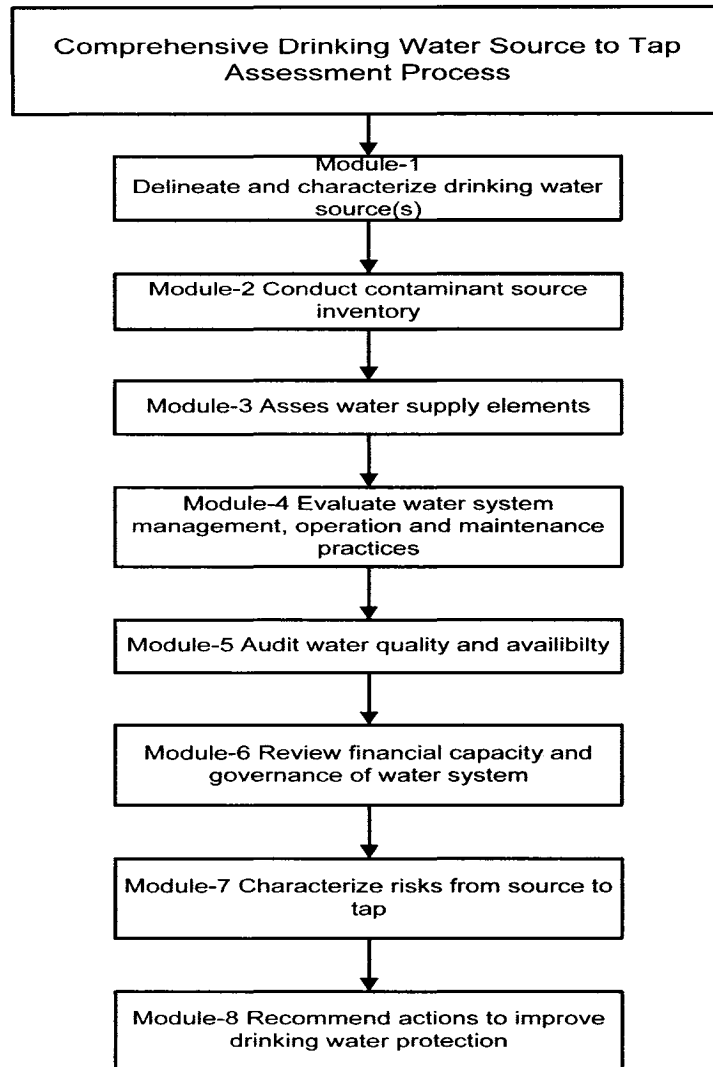 Comprehensive Drinking Water Source to Tap
Assessment Process
Module-1
Delineate and characterize drinking water
source(s)
Module-2 Conduct contaminant source
inventory
Module-3 Asses water supply elements
Module-4 Evaluate water system
management, operation and maintenance
practices
Module-5 Audit water quality and availibilty
Module-6 Review financial capacity and
governance of water system
Module-7 Characterize risks from source to
tap
Module-8 Recommend actions to improve
drinking water protection